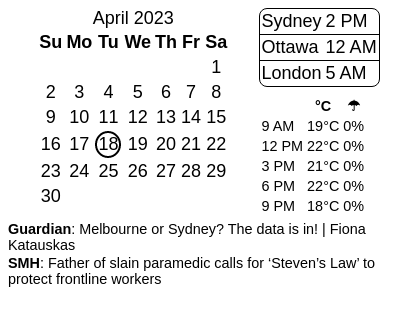 April 2023
Su Mo Tu We Th Fr Sa
1
2 3 4 5 6 7 8
9 10 11 12 13 14 15
16 17 18 19 20 21 22
23 24 25 26 27 28 29
30
Sydney 2 PM
Ottawa 12 AM
London 5 AM
°C ☂
9 AM 19°C 0%
12 PM 22°C 0%
3 PM 21°C 0%
6 PM 22°C 0%
9 PM 18°C 0%
Guardian: Melbourne or Sydney? The data is in! | Fiona
Katauskas
SMH: Father of slain paramedic calls for ‘Steven’s Law’ to
protect frontline workers